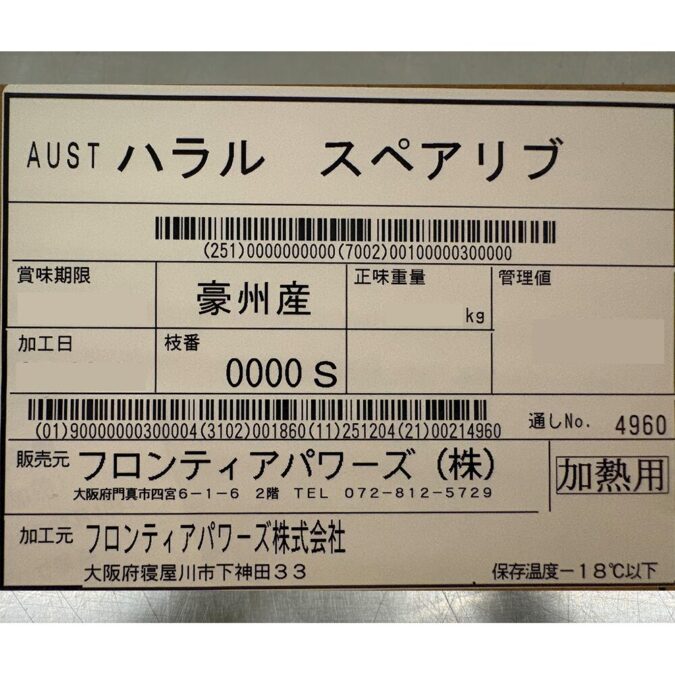 AUST ハラル　スペアリブ
(251)0000000000(7002)00100000300000
賞味期限
豪州産
正味重量
kg
管理値
加工日
枝番
0000 S
(01)90000000300004(3102)001860(11)251204(21)00214960
通しNo. 4960
販売元 フロンティアパワーズ（株）
大阪府門真市四宮6-1-6 2階 TEL 072-812-5729
加熱用
加工元 フロンティアパワーズ株式会社
大阪府寝屋川市下神田33
保存温度-18℃以下